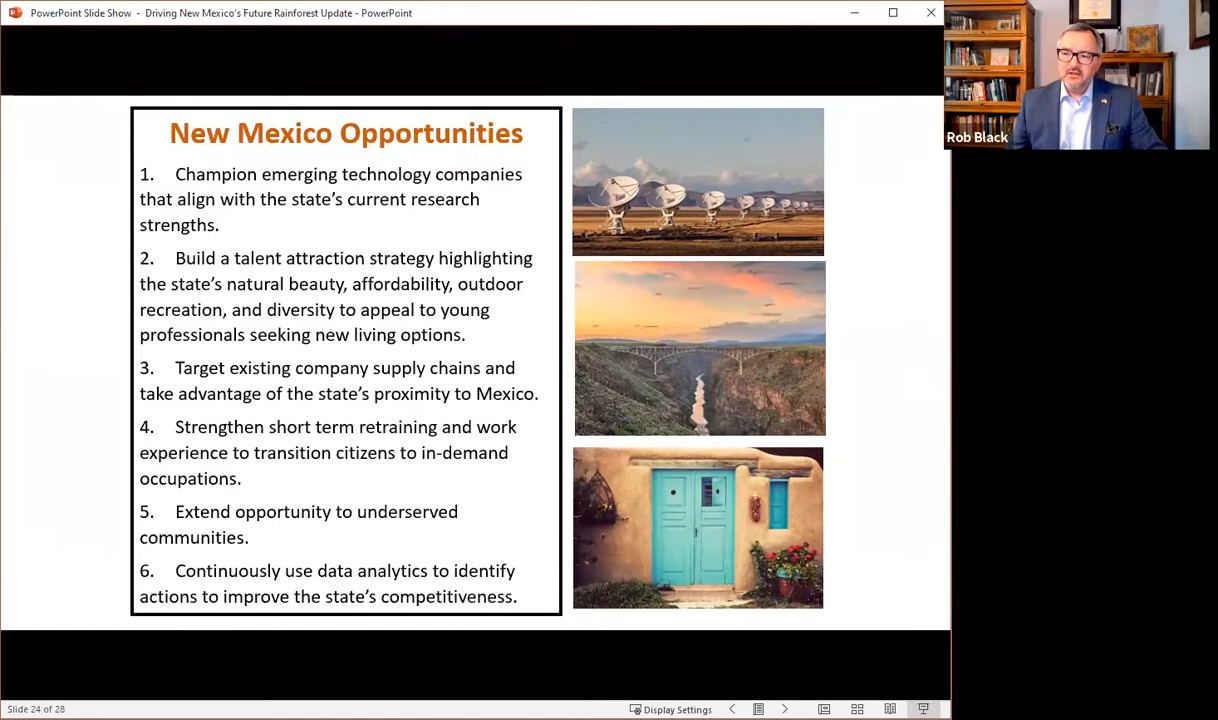 PowerPoint Slide Show - Driving New Mexico's Future Rainforest Update - PowerPoint
Rob Black
New Mexico Opportunities
1. Champion emerging technology companies
that align with the state’s current research
strengths.
2. Build a talent attraction strategy highlighting
the state’s natural beauty, affordability, outdoor
recreation, and diversity to appeal to young
professionals seeking new living options.
3. Target existing company supply chains and
take advantage of the state’s proximity to Mexico.
4. Strengthen short term retraining and work
experience to transition citizens to in-demand
occupations.
5. Extend opportunity to underserved
communities.
6. Continuously use data analytics to identify
actions to improve the state’s competitiveness.
Slide 24 of 28
Display Settings